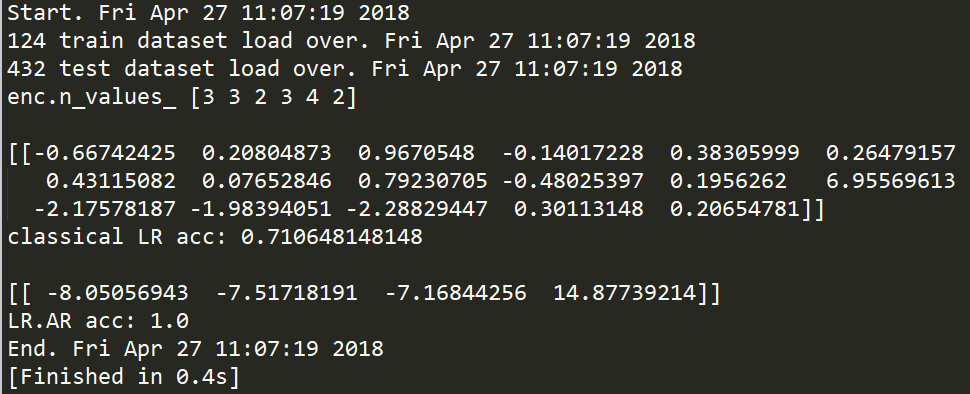 Start. Fri Apr 27 11:07:19 2018
124 train dataset load over. Fri Apr 27 11:07:19 2018
432 test dataset load over. Fri Apr 27 11:07:19 2018
enc.n_values_ [3 3 2 3 4 2]
[[-0.66742425  0.20804873  0.9670548  -0.14017228  0.38305999  0.26479157
   0.43115082  0.07652846  0.79230705 -0.48025397  0.1956262   6.95569613
  -2.17578187 -1.98394051 -2.28829447  0.30113148  0.20654781]]
classical LR acc: 0.710648148148
[[ -8.05056943  -7.51718191  -7.16844256  14.87739214]]
LR.AR acc: 1.0
End. Fri Apr 27 11:07:19 2018
[Finished in 0.4s]